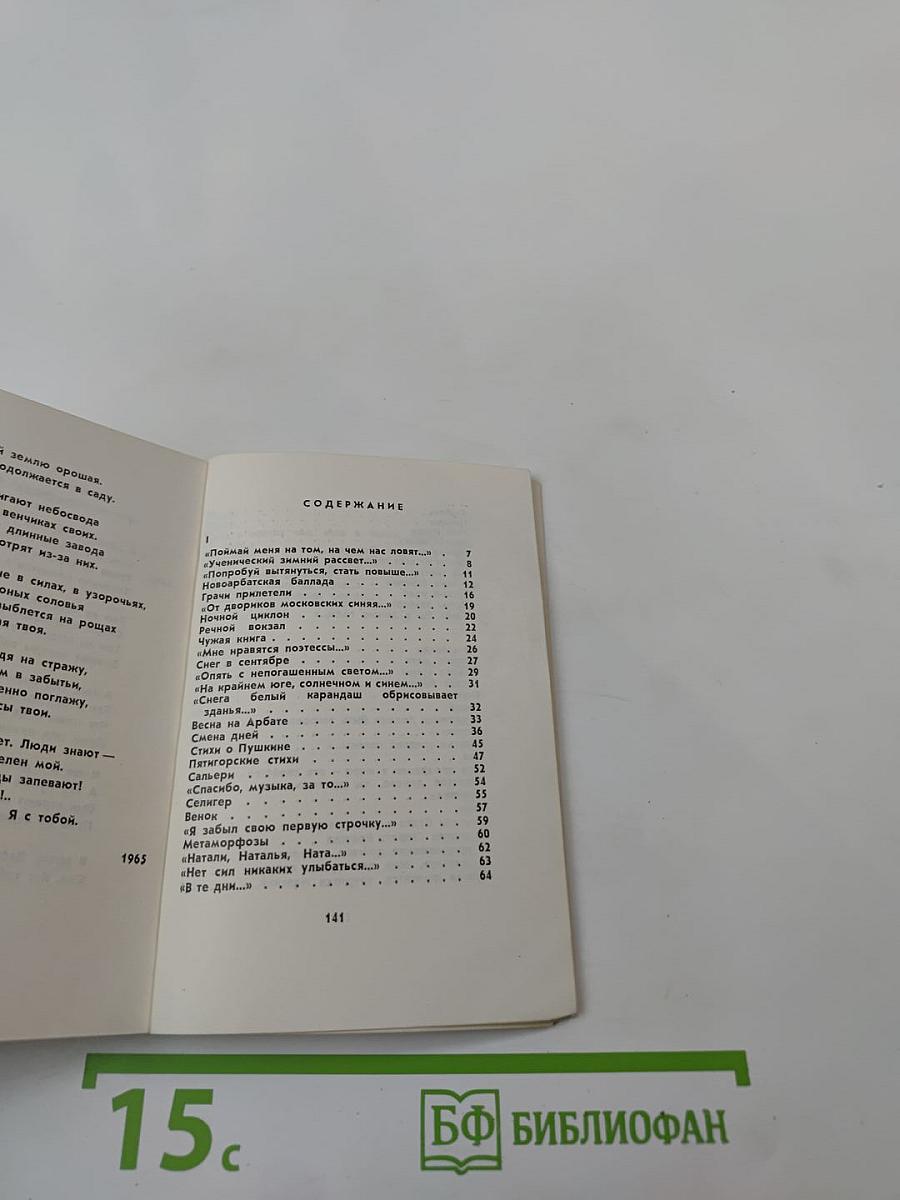 й землю орошая.
одолжается в саду.
игают небосвода
венчиках своих.
длинные завода
отрят из-за них.
не в силах, в узорочьях,
оных соловья
ыблется на рощах
я твоя.
дя на стражу,
м в забытьи,
енно поглажу,
сы твои.
ет. Люди знают —
елен мой.
цы запевают!
!..
Я с тобой.
1965
СОДЕРЖАНИЕ
I
«Поймай меня на том, на чем нас ловят...» . 7
«Ученический зимний рассвет...» . . . . . 8
«Попробуй вытянуться, стать повыше...» . . 11
Новоарбатская баллада . . . . . . . . 12
Грачи прилетели . . . . . . . . . . . 16
«От двориков московских синяя...» . . . . 19
Ночной циклон . . . . . . . . . . . 20
Речной вокзал . . . . . . . . . . . 22
Чужая книга . . . . . . . . . . . . 24
«Мне нравятся поэтессы...» . . . . . . . 26
Снег в сентябре . . . . . . . . . . . 27
«Опять с непогашенным светом...» . . . . 29
«На крайнем юге, солнечном и синем...» . . 31
«Снега белый карандаш обрисовывает
зданья...» . . . . . . . . . . . . . 32
Весна на Арбате . . . . . . . . . . . 33
Смена дней . . . . . . . . . . . . 36
Стихи о Пушкине . . . . . . . . . . 45
Пятигорские стихи . . . . . . . . . . 47
Сальери . . . . . . . . . . . . . . 52
«Спасибо, музыка, за то...» . . . . . . . 54
Селигер . . . . . . . . . . . . . . 55
Венок . . . . . . . . . . . . . . . 57
«Я забыл свою первую строчку...» . . . . 59
Метаморфозы . . . . . . . . . . . . 60
«Натали, Наталья, Ната...» . . . . . . . 62
«Нет сил никаких улыбаться...» . . . . . 63
«В те дни...» . . . . . . . . . . . . 64
141
15 с
БФ БИБЛИОФАН